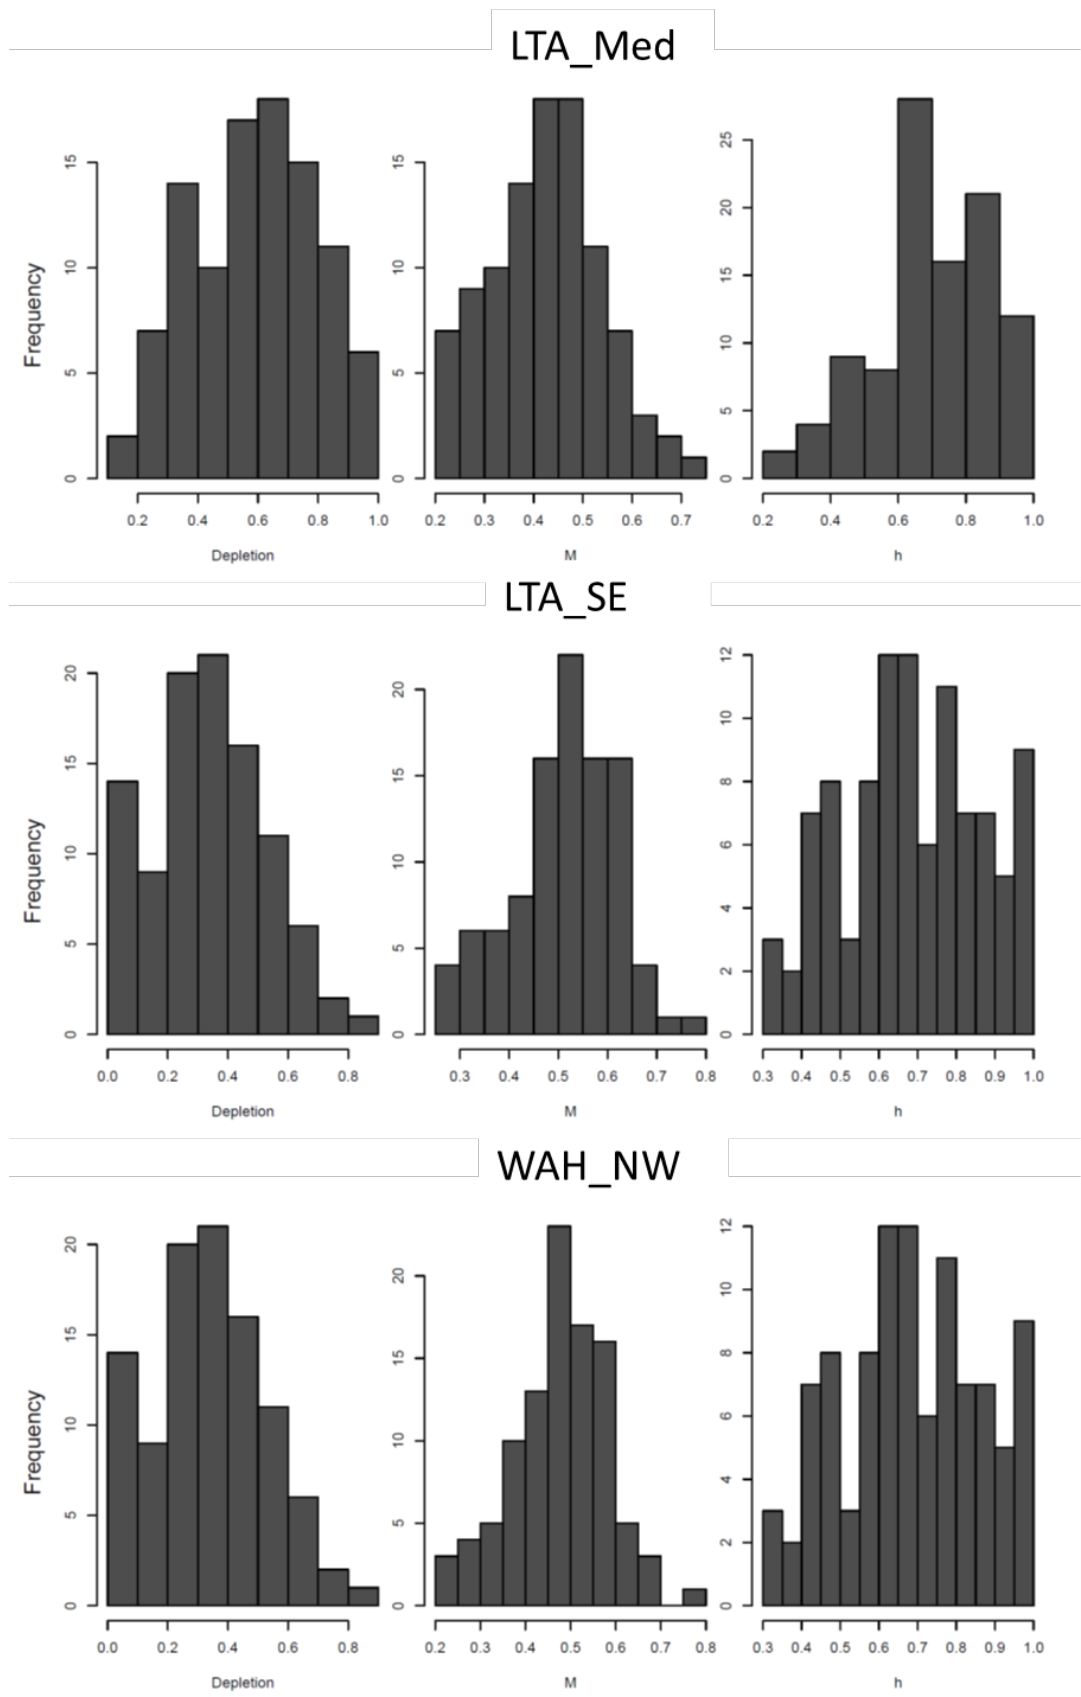 LTA_Med
Frequency
0 5 10 15
0.2 0.4 0.6 0.8 1.0
Depletion
0 5 10 15
0.2 0.3 0.4 0.5 0.6 0.7
M
0 5 10 15 20 25
0.2 0.4 0.6 0.8 1.0
h
LTA_SE
Frequency
0 5 10 15 20
0.0 0.2 0.4 0.6 0.8
Depletion
0 5 10 15 20
0.3 0.4 0.5 0.6 0.7 0.8
M
0 2 4 6 8 10 12
0.3 0.4 0.5 0.6 0.7 0.8 0.9 1.0
h
WAH_NW
Frequency
0 5 10 15 20
0.0 0.2 0.4 0.6 0.8
Depletion
0 5 10 15 20
0.2 0.3 0.4 0.5 0.6 0.7 0.8
M
0 2 4 6 8 10 12
0.3 0.4 0.5 0.6 0.7 0.8 0.9 1.0
h